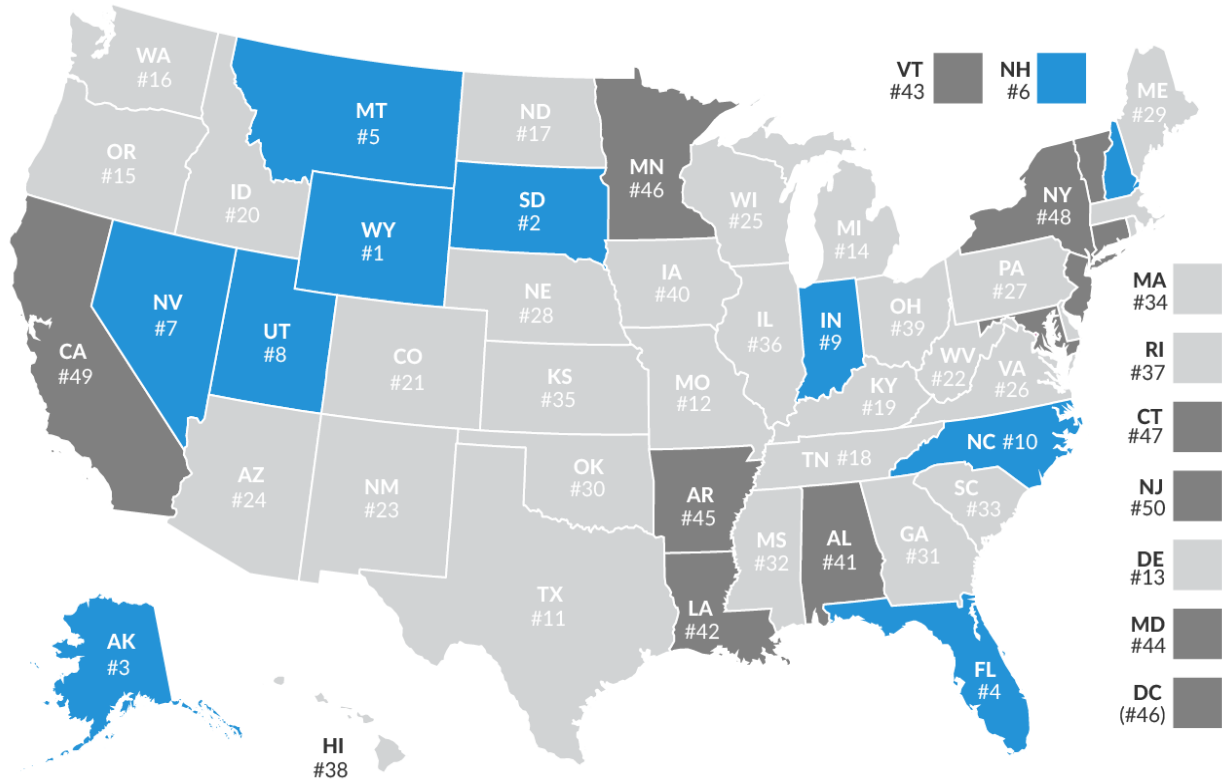 WA
#16
MT
#5
ND
#17
MN
#46
VT
#43
NH
#6
ME
#29
OR
#15
ID
#20
WY
#1
SD
#2
WI
#25
MI
#14
NY
#48
NV
#7
UT
#8
CO
#21
NE
#28
IA
#40
IL
#36
IN
#9
OH
#39
PA
#27
MA
#34
CA
#49
KS
#35
MO
#12
KY
#19
WV
#22
VA
#26
RI
#37
AZ
#24
NM
#23
OK
#30
AR
#45
TN #18
NC #10
SC
#33
CT
#47
TX
#11
LA
#42
MS
#32
AL
#41
GA
#31
NJ
#50
DE
#13
AK
#3
HI
#38
FL
#4
MD
#44
DC
(#46)